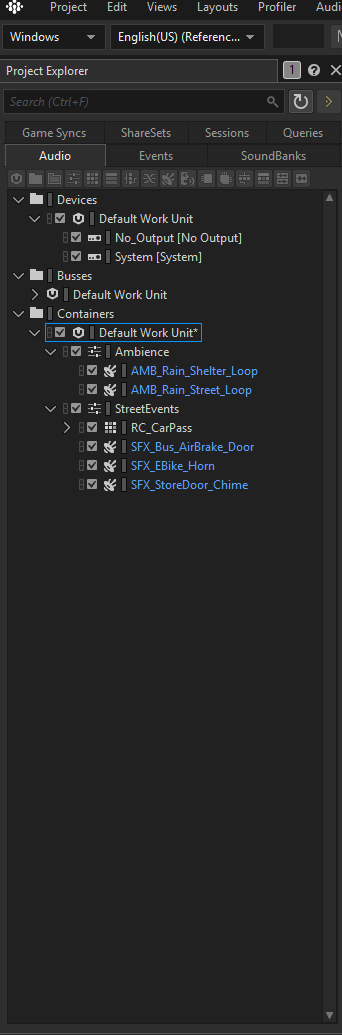 Project Edit Views Layouts Profiler Audi
Windows English(US) (Referenc...
Project Explorer 1 ?
Search (Ctrl+F)
Game Syncs ShareSets Sessions Queries
Audio Events SoundBanks
Devices
Default Work Unit
No_Output [No Output]
System [System]
Busses
Default Work Unit
Containers
Default Work Unit*
Ambience
AMB_Rain_Shelter_Loop
AMB_Rain_Street_Loop
StreetEvents
RC_CarPass
SFX_Bus_AirBrake_Door
SFX_EBike_Horn
SFX_StoreDoor_Chime